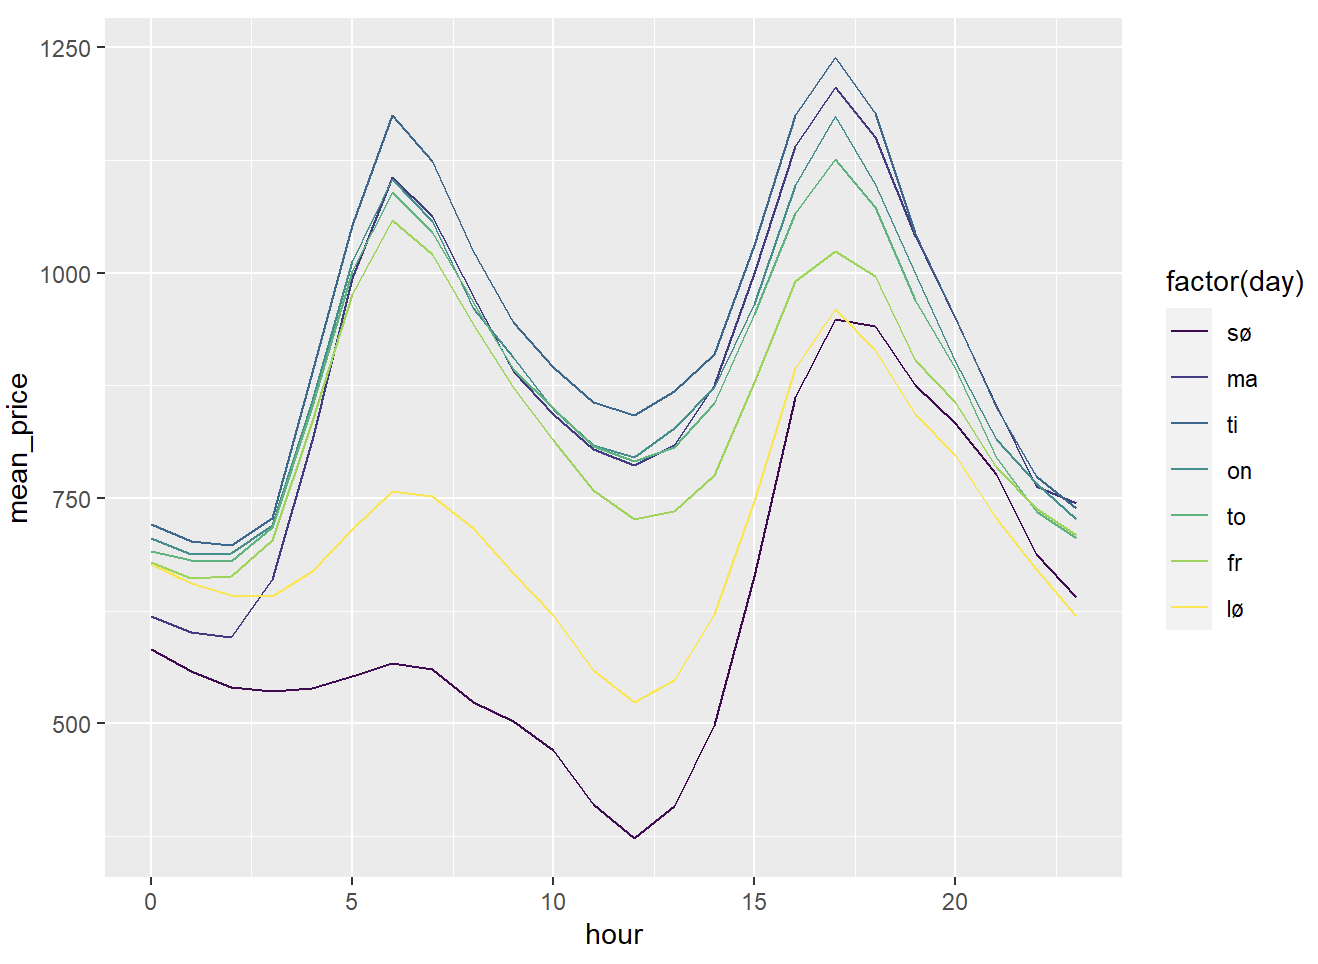 1250
1000
750
500
mean_price
0 5 10 15 20
hour
factor(day)
sø
ma
ti
on
to
fr
lø